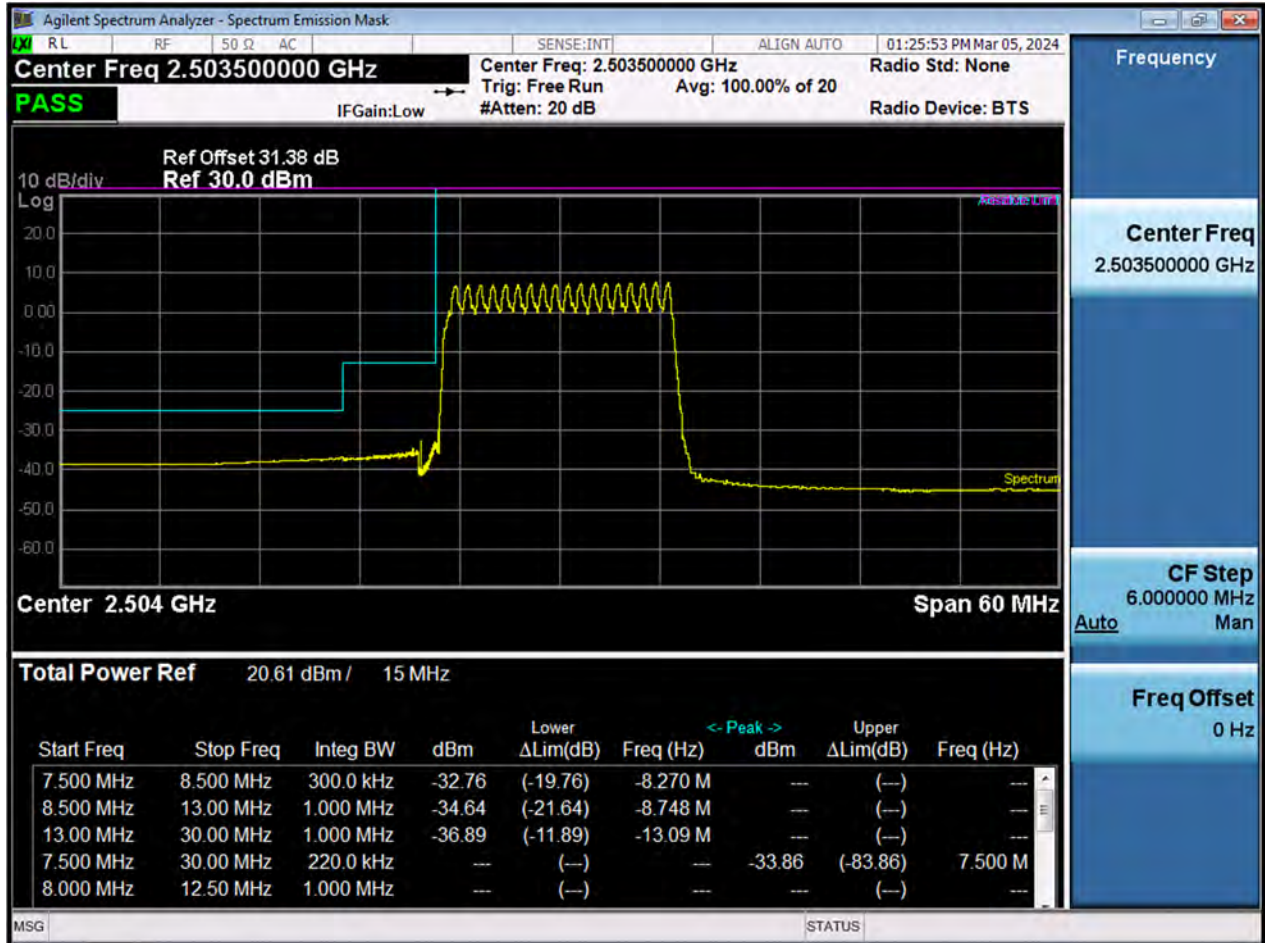 Agilent Spectrum Analyzer - Spectrum Emission Mask
LXI RL RF 50 Ω AC SENSE:INT ALIGN AUTO 01:25:53 PM Mar 05, 2024
Center Freq 2.503500000 GHz Center Freq: 2.503500000 GHz Radio Std: None
Trig: Free Run Avg: 100.00% of 20
PASS IFGain:Low #Atten: 20 dB Radio Device: BTS
Ref Offset 31.38 dB
10 dB/div Ref 30.0 dBm
Log
Absolute Limit
20.0
10.0
0.00
-10.0
-20.0
-30.0
-40.0
Spectrum
-50.0
-60.0
Center 2.504 GHz Span 60 MHz
Total Power Ref 20.61 dBm / 15 MHz
Lower <- Peak -> Upper
Start Freq Stop Freq Integ BW dBm ΔLim(dB) Freq (Hz) dBm ΔLim(dB) Freq (Hz)
7.500 MHz 8.500 MHz 300.0 kHz -32.76 (-19.76) -8.270 M --- (---) ---
8.500 MHz 13.00 MHz 1.000 MHz -34.64 (-21.64) -8.748 M --- (---) ---
13.00 MHz 30.00 MHz 1.000 MHz -36.89 (-11.89) -13.09 M --- (---) ---
7.500 MHz 30.00 MHz 220.0 kHz --- (---) --- -33.86 (-83.86) 7.500 M
8.000 MHz 12.50 MHz 1.000 MHz --- (---) --- --- (---) ---
MSG STATUS
Frequency
Center Freq
2.503500000 GHz
CF Step
6.000000 MHz
Auto Man
Freq Offset
0 Hz